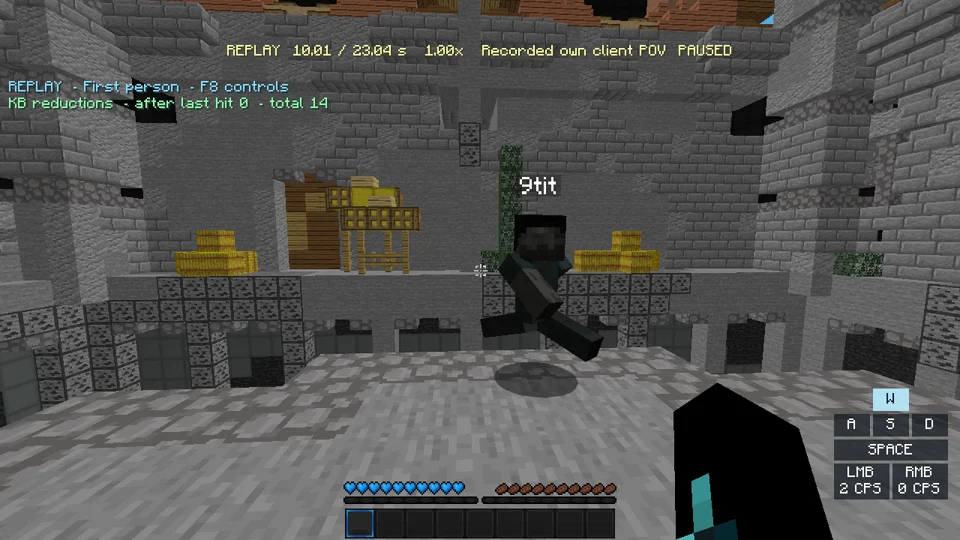 REPLAY 10.01 / 23.04 s 1.00x Recorded own client POV PAUSED
REPLAY - First person - F8 controls
KB reductions - after last hit 0 - total 14
9tit
W
A S D
SPACE
LMB RMB
2 CPS 0 CPS